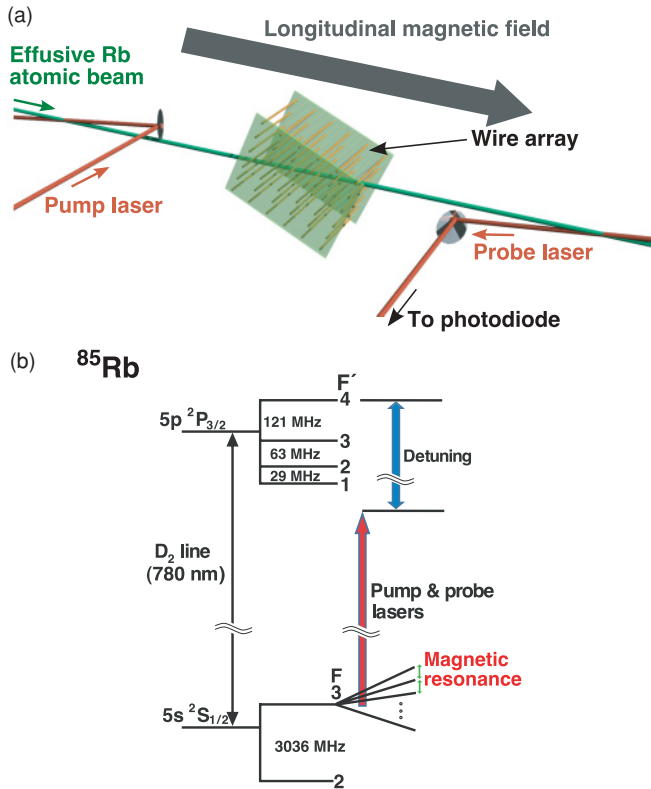 (a)
Longitudinal magnetic field
Effusive Rb
atomic beam
Wire array
Pump laser
Probe laser
To photodiode
(b)
⁸⁵Rb
F´
4
5p ²P₃/₂
121 MHz
3
63 MHz
2
29 MHz
1
Detuning
D₂ line
(780 nm)
Pump & probe
lasers
F
3
Magnetic
resonance
5s ²S₁/₂
3036 MHz
2